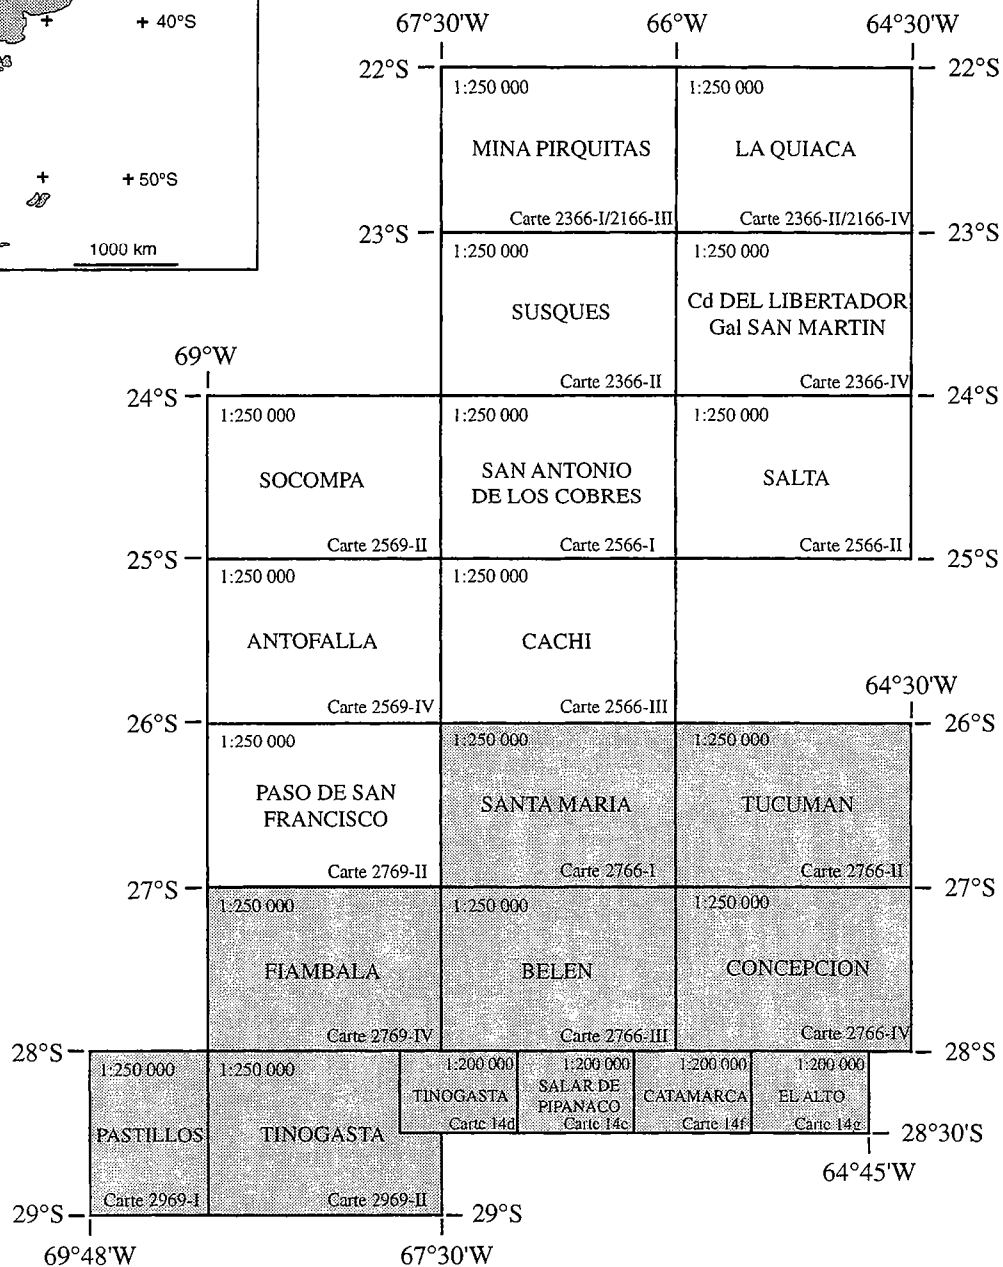 40°S
50°S
1000 km
67°30'W 66°W 64°30'W
22°S 22°S
1:250 000 1:250 000
MINA PIRQUITAS LA QUIACA
Carte 2366-I/2166-III Carte 2366-II/2166-IV
23°S 23°S
1:250 000 1:250 000
SUSQUES Cd DEL LIBERTADOR
Gal SAN MARTIN
69°W
Carte 2366-II Carte 2366-IV
24°S 24°S
1:250 000 1:250 000 1:250 000
SOCOMPA SAN ANTONIO
DE LOS COBRES SALTA
Carte 2569-II Carte 2566-I Carte 2566-II
25°S 25°S
1:250 000 1:250 000
ANTOFALLA CACHI
64°30'W
Carte 2569-IV Carte 2566-III
26°S 26°S
1:250 000 1:250 000 1:250 000
PASO DE SAN
FRANCISCO SANTA MARIA TUCUMAN
Carte 2769-II Carte 2766-I Carte 2766-II
27°S 27°S
1:250 000 1:250 000 1:250 000
FIAMBALA BELEN CONCEPCION
Carte 2769-IV Carte 2766-III Carte 2766-IV
28°S 28°S
1:250 000 1:250 000 1:200 000 1:200 000 1:200 000 1:200 000
TINOGASTA SALAR DE
PIPANACO CATAMARCA EL ALTO
Carte 14d Carte 14e Carte 14f Carte 14g
PASTILLOS TINOGASTA 28°30'S
64°45'W
Carte 2969-I Carte 2969-II
29°S 29°S
69°48'W 67°30'W